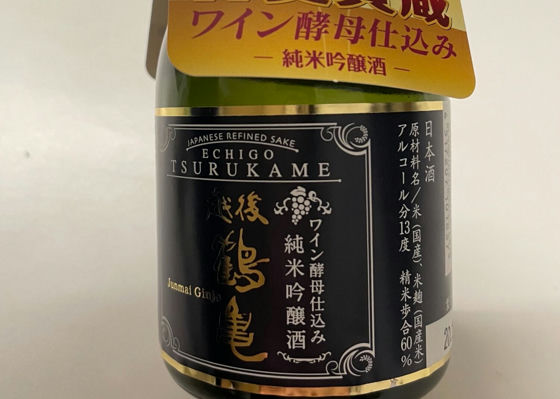 ワイン酵母仕込み
― 純米吟醸酒 ―
JAPANESE REFINED SAKE
ECHIGO
TSURUKAME
越後
鶴亀
Junmai Ginjo
ワイン酵母仕込み
純米吟醸酒
日本酒
原材料名/米(国産)、米麹(国産米)
アルコール分13度 精米歩合60%